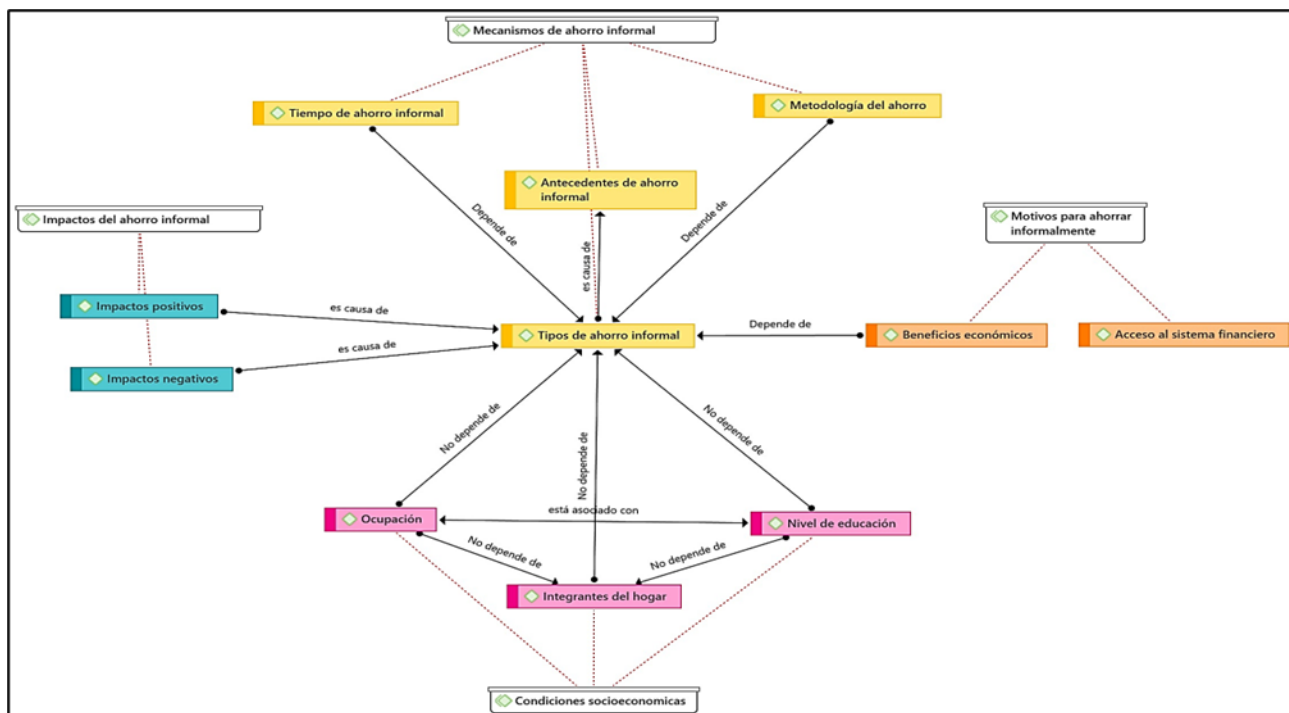 Mecanismos de ahorro informal
Tiempo de ahorro informal
Metodología del ahorro
Antecedentes de ahorro
informal
Impactos del ahorro informal
Motivos para ahorrar
informalmente
Depende de
es causa de
Depende de
Impactos positivos
es causa de
Tipos de ahorro informal
Depende de
Beneficios económicos
Acceso al sistema financiero
es causa de
Impactos negativos
No depende de
No depende de
No depende de
Ocupación
está asociado con
Nivel de educación
No depende de
No depende de
Integrantes del hogar
Condiciones socioeconomicas